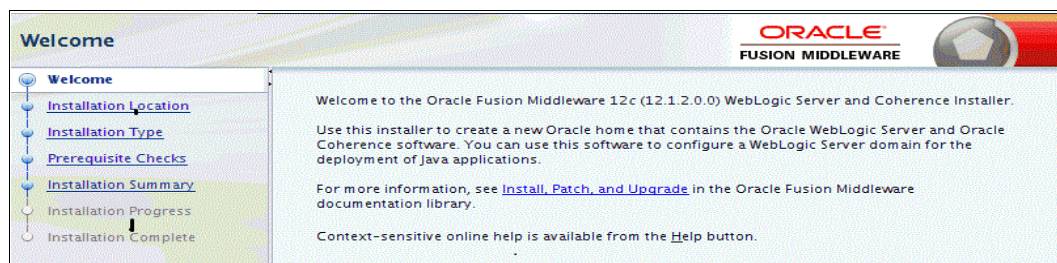 Welcome
ORACLE
FUSION MIDDLEWARE
Welcome
Installation Location
Installation Type
Prerequisite Checks
Installation Summary
Installation Progress
Installation Complete
Welcome to the Oracle Fusion Middleware 12c (12.1.2.0.0) WebLogic Server and Coherence Installer.
Use this installer to create a new Oracle home that contains the Oracle WebLogic Server and Oracle
Coherence software. You can use this software to configure a WebLogic Server domain for the
deployment of Java applications.
For more information, see Install, Patch, and Upgrade in the Oracle Fusion Middleware
documentation library.
Context-sensitive online help is available from the Help button.